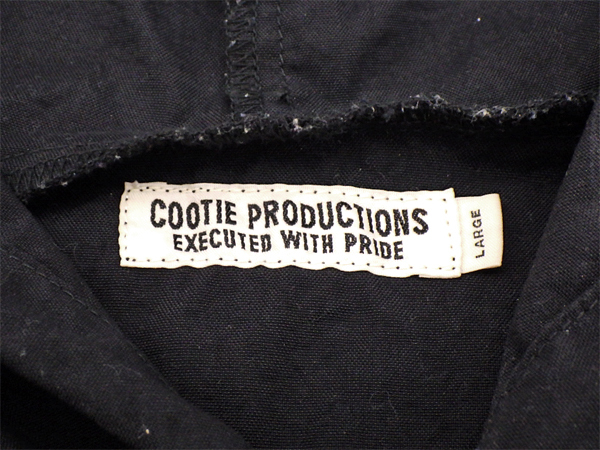 COOTIE PRODUCTIONS
EXECUTED WITH PRIDE
LARGE